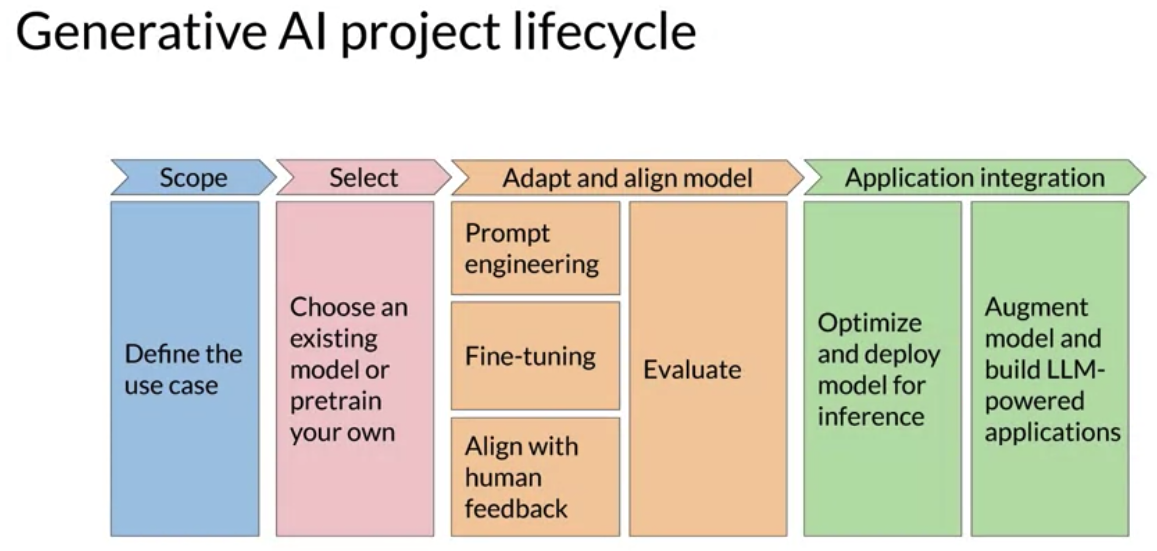 Generative AI project lifecycle
Scope
Select
Adapt and align model
Application integration
Define the
use case
Choose an
existing
model or
pretrain
your own
Prompt
engineering
Fine-tuning
Align with
human
feedback
Evaluate
Optimize
and deploy
model for
inference
Augment
model and
build LLM-
powered
applications